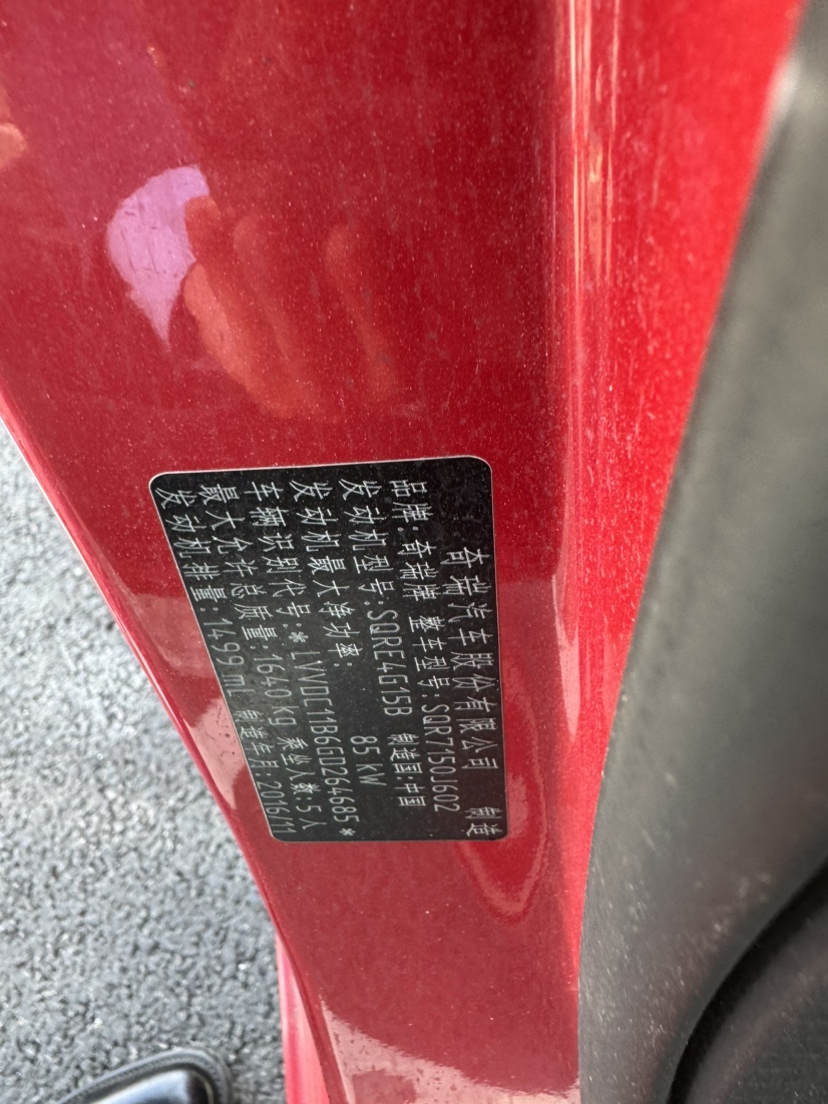 奇瑞汽车股份有限公司 制造
品牌:奇瑞牌 整车型号:SQR7150J602
发动机型号:SQRE4G15B 制造国:中国
发动机最大净功率: 85 KW
车辆识别代号:*LVVDC11B6GD264685*
最大允许总质量:1640 kg 乘坐人数:5人
发动机排量:1499 mL 制造年月:2016/11